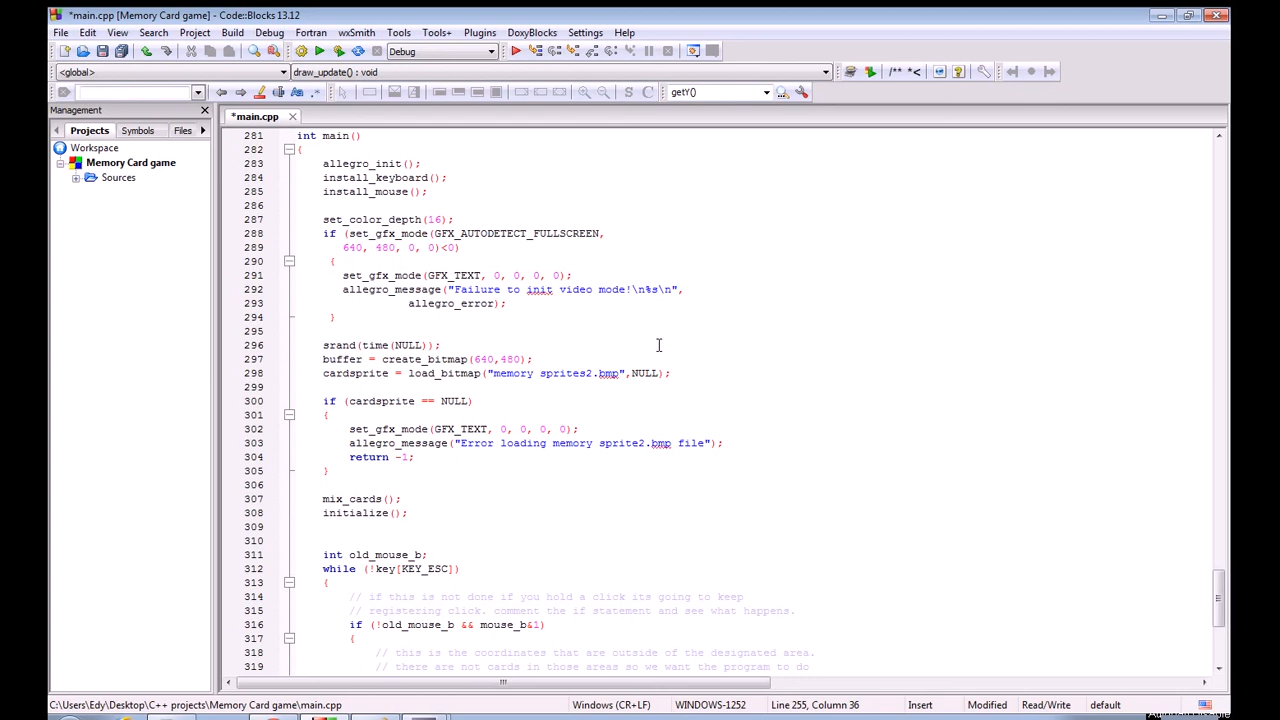 *main.cpp [Memory Card game] - Code::Blocks 13.12
File Edit View Search Project Build Debug Fortran wxSmith Tools Tools+ Plugins DoxyBlocks Settings Help
Debug
<global> draw_update() : void /** *<
getY()
Management
*main.cpp
Projects Symbols Files
Workspace
Memory Card game
Sources
281 int main()
282 {
283 allegro_init();
284 install_keyboard();
285 install_mouse();
286
287 set_color_depth(16);
288 if (set_gfx_mode(GFX_AUTODETECT_FULLSCREEN,
289 640, 480, 0, 0)<0)
290 {
291 set_gfx_mode(GFX_TEXT, 0, 0, 0, 0);
292 allegro_message("Failure to init video mode!\n%s\n",
293 allegro_error);
294 }
295
296 srand(time(NULL));
297 buffer = create_bitmap(640,480);
298 cardsprite = load_bitmap("memory sprites2.bmp",NULL);
299
300 if (cardsprite == NULL)
301 {
302 set_gfx_mode(GFX_TEXT, 0, 0, 0, 0);
303 allegro_message("Error loading memory sprite2.bmp file");
304 return -1;
305 }
306
307 mix_cards();
308 initialize();
309
310
311 int old_mouse_b;
312 while (!key[KEY_ESC])
313 {
314 // if this is not done if you hold a click its going to keep
315 // registering click. comment the if statement and see what happens.
316 if (!old_mouse_b && mouse_b&1)
317 {
318 // this is the coordinates that are outside of the designated area.
319 // there are not cards in those areas so we want the program to do
C:\Users\Edy\Desktop\C++ projects\Memory Card game\main.cpp Windows (CR+LF) WINDOWS-1252 Line 255, Column 36 Insert Modified Read/Write default